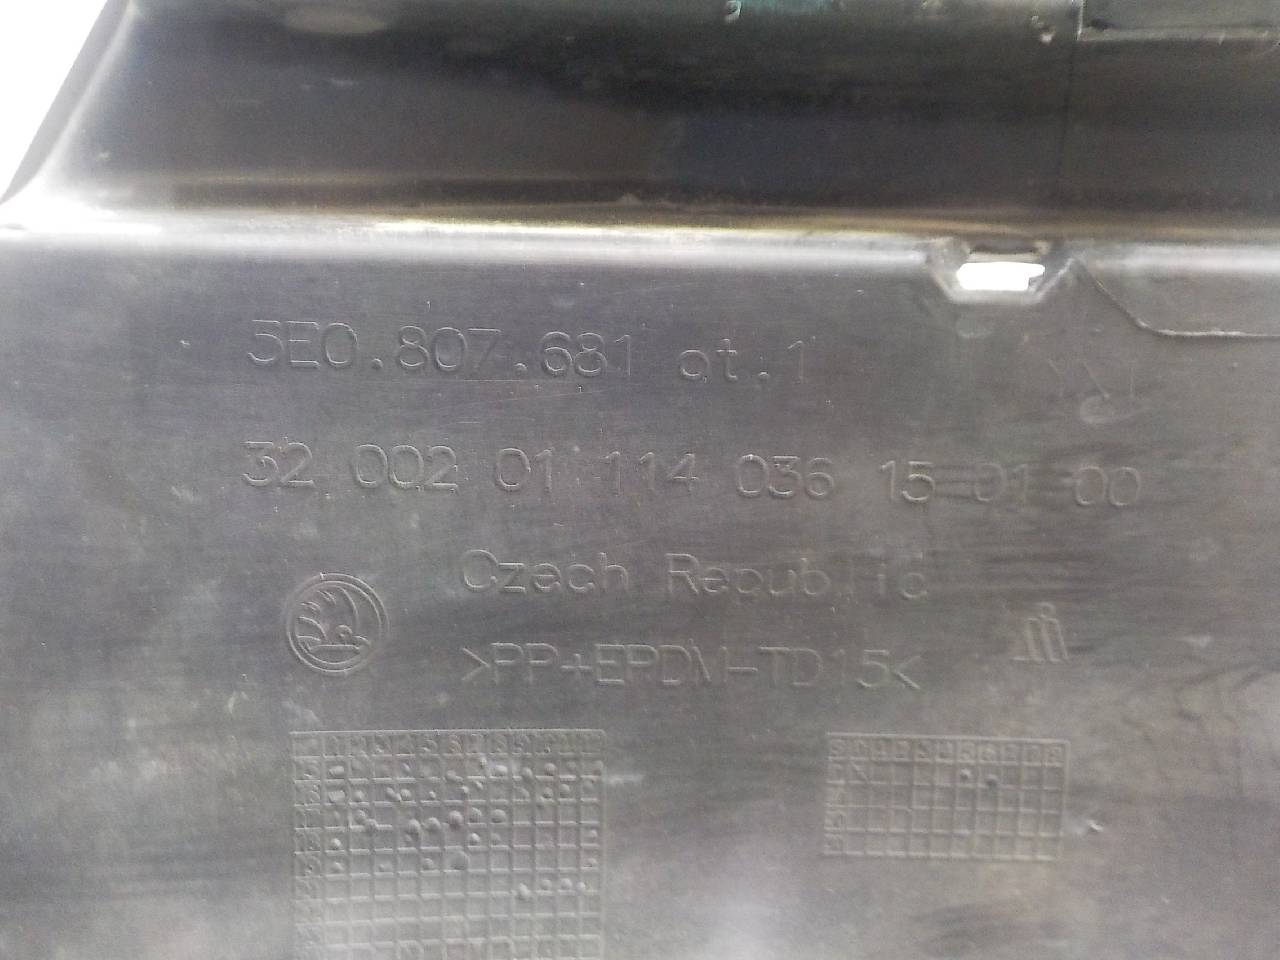 5E0.807.681 ot.1
32 002 01 114 036 15 01 00
Czech Republic
>PP+EPDM-TD15<